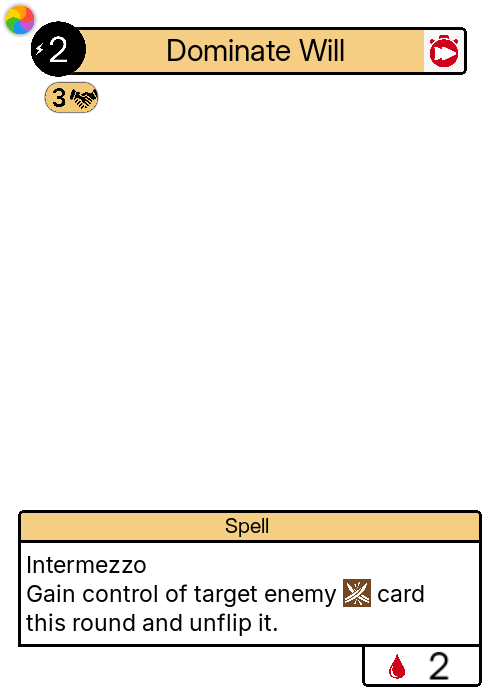 2
Dominate Will
3
Spell
Intermezzo
Gain control of target enemy card
this round and unflip it.
2